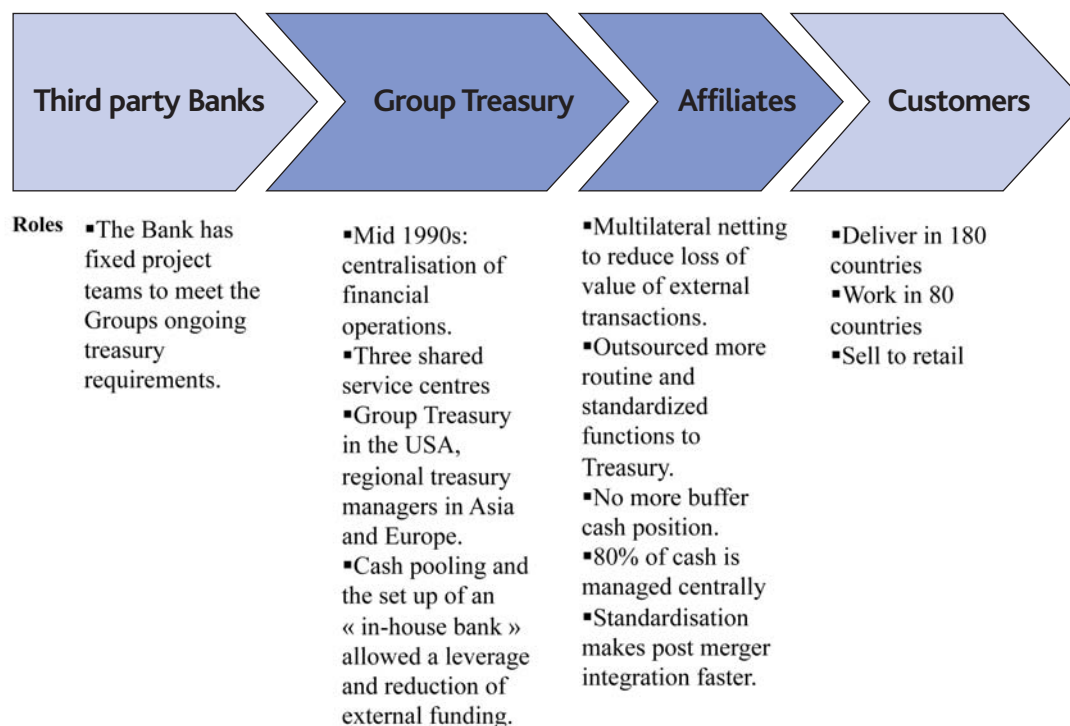 Third party Banks
Group Treasury
Affiliates
Customers
Roles
▪The Bank has
fixed project
teams to meet the
Groups ongoing
treasury
requirements.
▪Mid 1990s:
centralisation of
financial
operations.
▪Three shared
service centres
▪Group Treasury
in the USA,
regional treasury
managers in Asia
and Europe.
▪Cash pooling and
the set up of an
« in-house bank »
allowed a leverage
and reduction of
external funding.
▪Multilateral netting
to reduce loss of
value of external
transactions.
▪Outsourced more
routine and
standardized
functions to
Treasury.
▪No more buffer
cash position.
▪80% of cash is
managed centrally
▪Standardisation
makes post merger
integration faster.
▪Deliver in 180
countries
▪Work in 80
countries
▪Sell to retail